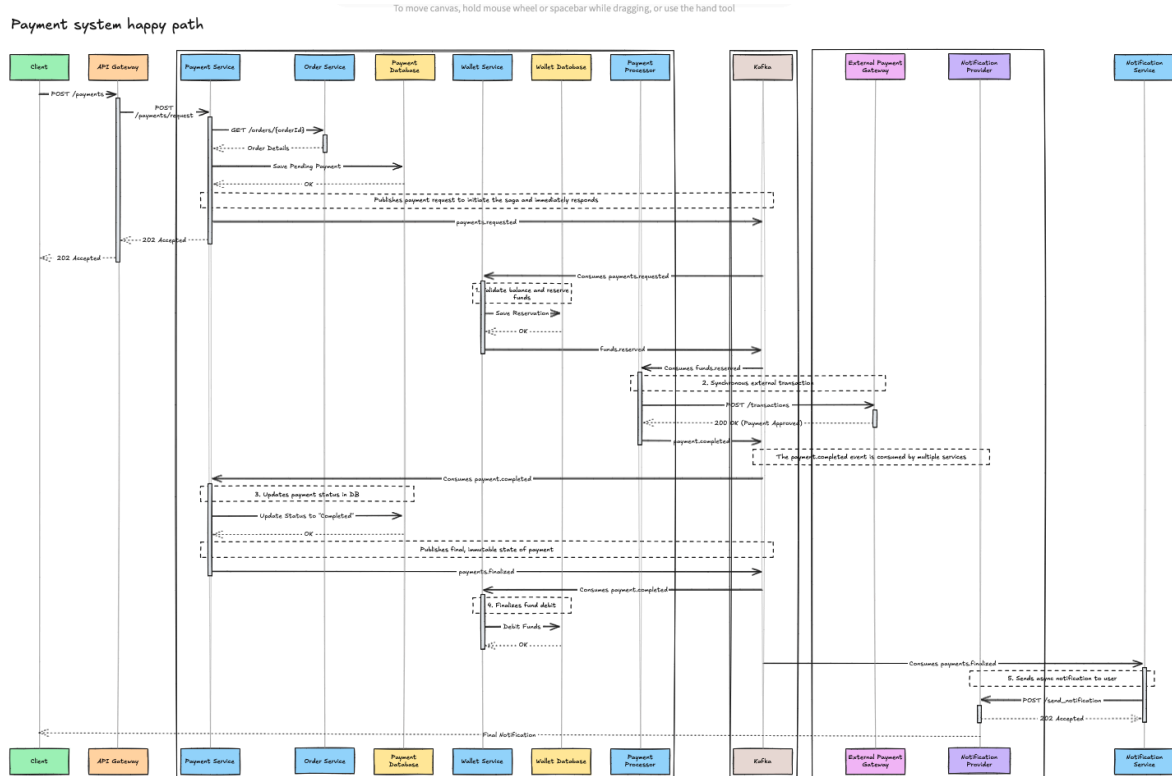 To move canvas, hold mouse wheel or spacebar while dragging, or use the hand tool
Payment system happy path
Client
API Gateway
Payment Service
Order Service
Payment
Database
Wallet Service
Wallet Database
Payment
Processor
Kafka
External Payment
Gateway
Notification
Provider
Notification
Service
POST /payments
POST
/payments/request
GET /orders/{orderId}
Order Details
Save Pending Payment
OK
Publishes payment request to initiate the saga and immediately responds
payments.requested
202 Accepted
202 Accepted
Consumes payments.requested
1. Validate balance and reserve
funds
Save Reservation
OK
funds.reserved
Consumes funds.reserved
2. Synchronous external transaction
POST /transactions
200 OK (Payment Approved)
payment.completed
The payment.completed event is consumed by multiple services
Consumes payment.completed
3. Updates payment status in DB
Update Status to "Completed"
OK
Publishes final, immutable state of payment
payments.finalized
Consumes payment.completed
4. Finalizes fund debit
Debit Funds
OK
Consumes payments.finalized
5. Sends async notification to user
POST /send_notification
202 Accepted
Final Notification
Client
API Gateway
Payment Service
Order Service
Payment
Database
Wallet Service
Wallet Database
Payment
Processor
Kafka
External Payment
Gateway
Notification
Provider
Notification
Service